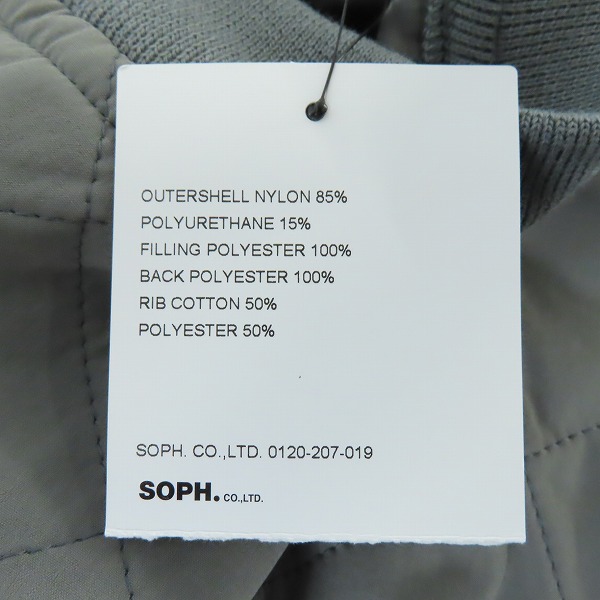 OUTERSHELL NYLON 85%
POLYURETHANE 15%
FILLING POLYESTER 100%
BACK POLYESTER 100%
RIB COTTON 50%
POLYESTER 50%
SOPH. CO.,LTD. 0120-207-019
SOPH. CO.,LTD.